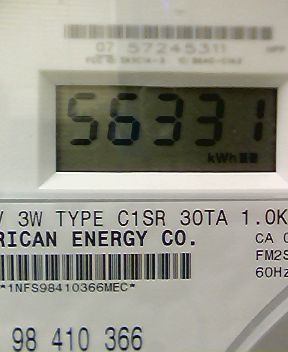 07 57245311
56331
kWh
V 3W TYPE C1SR 30TA 1.0K
RICAN ENERGY CO.
CA 0
FM2S
60Hz
*1NFS98410366MEC*
98 410 366